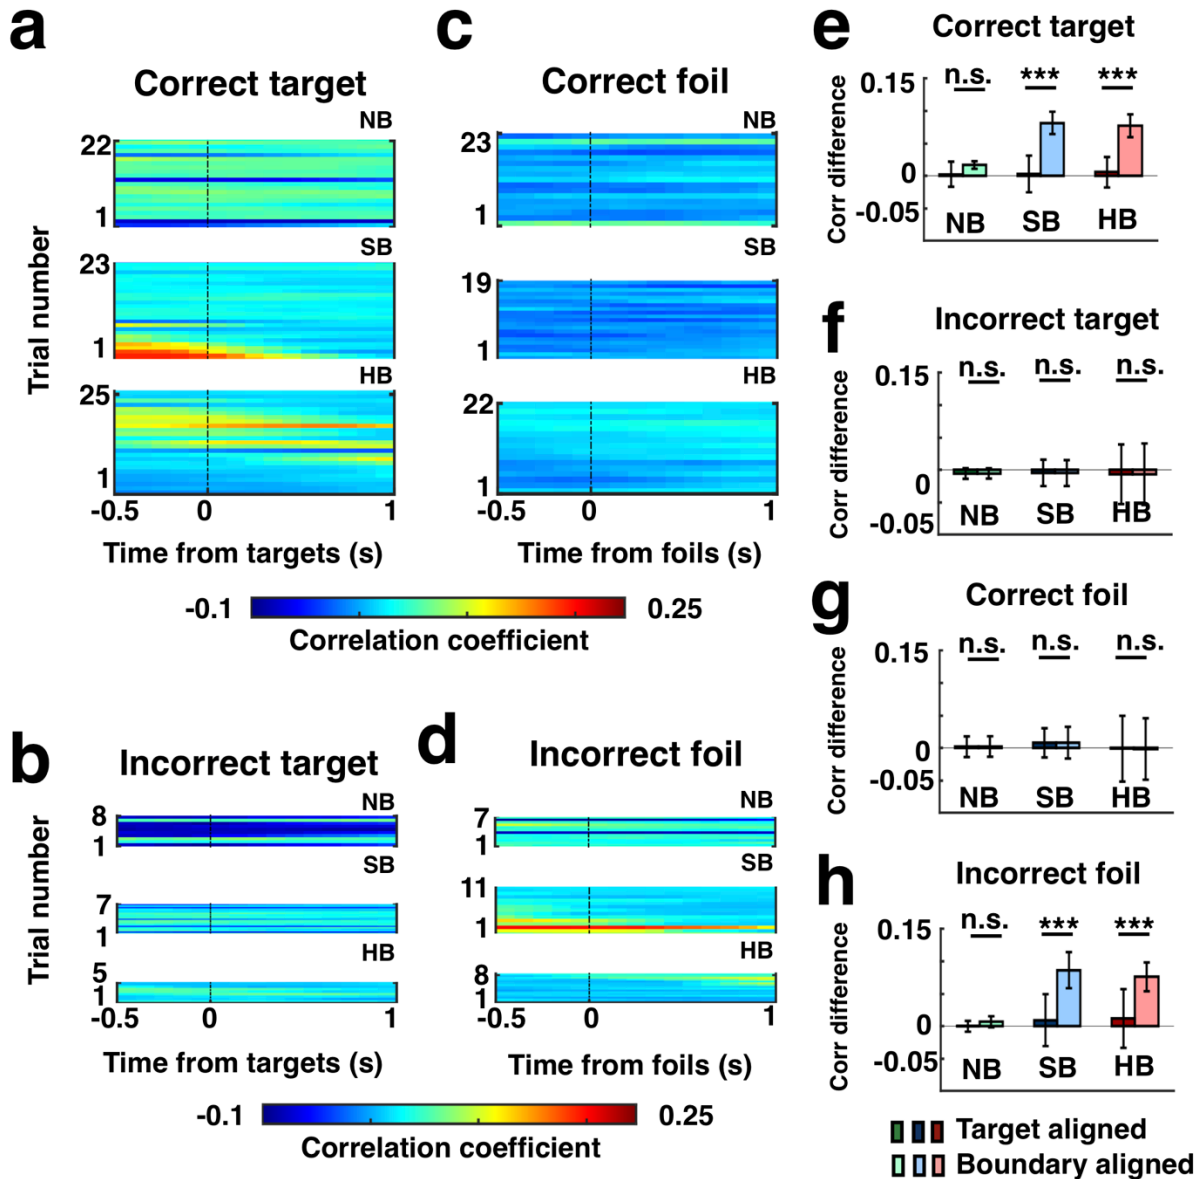 a
Correct target
NB
22
1
SB
23
1
HB
25
1
Trial number
-0.5 0 1
Time from targets (s)
c
Correct foil
NB
23
1
SB
19
1
HB
22
1
-0.5 0 1
Time from foils (s)
-0.1 0.25
Correlation coefficient
b
Incorrect target
NB
8
1
SB
7
1
HB
5
1
Trial number
-0.5 0 1
Time from targets (s)
d
Incorrect foil
NB
7
1
SB
11
1
HB
8
1
-0.5 0 1
Time from foils (s)
-0.1 0.25
Correlation coefficient
e
Correct target
n.s. *** ***
0.15
0
-0.05
Corr difference
NB SB HB
f
Incorrect target
n.s. n.s. n.s.
0.15
0
-0.05
Corr difference
NB SB HB
g
Correct foil
n.s. n.s. n.s.
0.15
0
-0.05
Corr difference
NB SB HB
h
Incorrect foil
n.s. *** ***
0.15
0
-0.05
Corr difference
NB SB HB
Target aligned
Boundary aligned